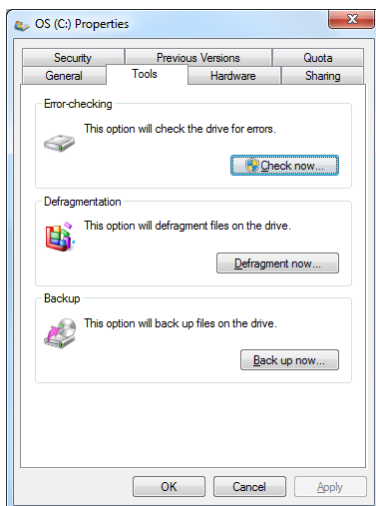 OS (C:) Properties
Security Previous Versions Quota
General Tools Hardware Sharing
Error-checking
This option will check the drive for errors.
Check now...
Defragmentation
This option will defragment files on the drive.
Defragment now...
Backup
This option will back up files on the drive.
Back up now...
OK Cancel Apply